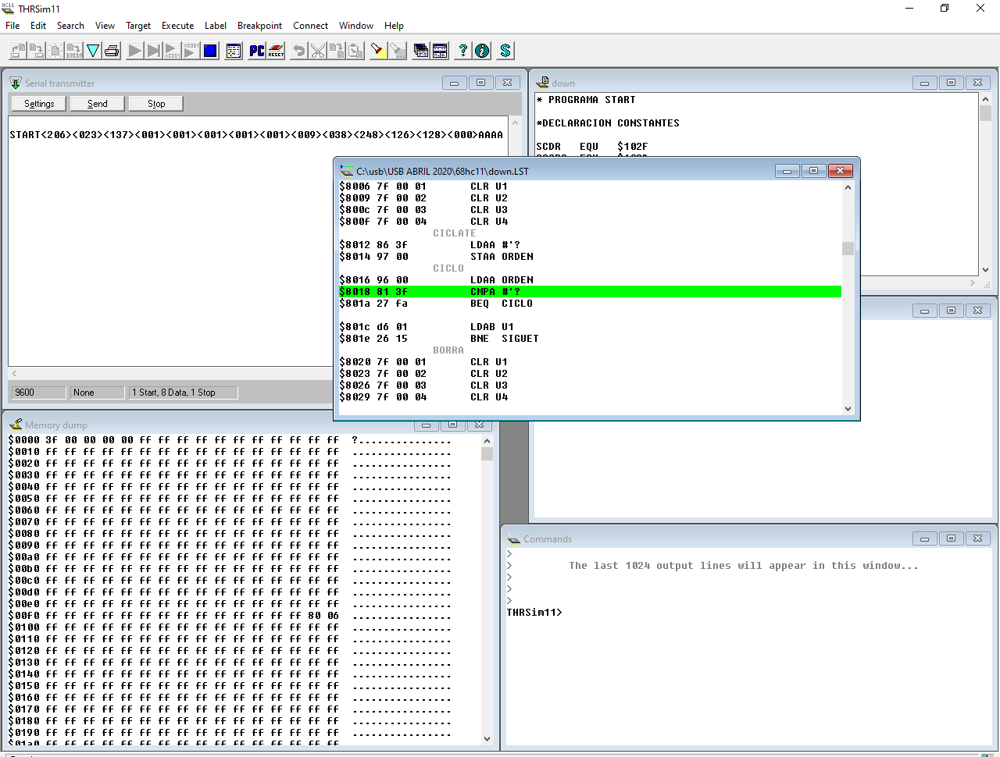 THRSim11
File Edit Search View Target Execute Label Breakpoint Connect Window Help
Serial transmitter
Settings Send Stop
START<206><023><137><001><001><001><001><001><009><038><248><126><128><000>AAAA
9600 None 1 Start, 8 Data, 1 Stop
down
* PROGRAMA START
*DECLARACION CONSTANTES
SCDR EQU $102F
C:\usb\USB ABRIL 2020\68hc11\down.LST
$8006 7f 00 01 CLR U1
$8009 7f 00 02 CLR U2
$800c 7f 00 03 CLR U3
$800f 7f 00 04 CLR U4
CICLATE
$8012 86 3f LDAA #'?
$8014 97 00 STAA ORDEN
CICLO
$8016 96 00 LDAA ORDEN
$8018 81 3f CMPA #'?
$801a 27 fa BEQ CICLO
$801c d6 01 LDAB U1
$801e 26 15 BNE SIGUET
BORRA
$8020 7f 00 01 CLR U1
$8023 7f 00 02 CLR U2
$8026 7f 00 03 CLR U3
$8029 7f 00 04 CLR U4
Memory dump
$0000 3f 00 00 00 00 ff ff ff ff ff ff ff ff ff ff ff ?...............
$0010 ff ff ff ff ff ff ff ff ff ff ff ff ff ff ff ff ................
$0020 ff ff ff ff ff ff ff ff ff ff ff ff ff ff ff ff ................
$0030 ff ff ff ff ff ff ff ff ff ff ff ff ff ff ff ff ................
$0040 ff ff ff ff ff ff ff ff ff ff ff ff ff ff ff ff ................
$0050 ff ff ff ff ff ff ff ff ff ff ff ff ff ff ff ff ................
$0060 ff ff ff ff ff ff ff ff ff ff ff ff ff ff ff ff ................
$0070 ff ff ff ff ff ff ff ff ff ff ff ff ff ff ff ff ................
$0080 ff ff ff ff ff ff ff ff ff ff ff ff ff ff ff ff ................
$0090 ff ff ff ff ff ff ff ff ff ff ff ff ff ff ff ff ................
$00a0 ff ff ff ff ff ff ff ff ff ff ff ff ff ff ff ff ................
$00b0 ff ff ff ff ff ff ff ff ff ff ff ff ff ff ff ff ................
$00c0 ff ff ff ff ff ff ff ff ff ff ff ff ff ff ff ff ................
$00d0 ff ff ff ff ff ff ff ff ff ff ff ff ff ff ff ff ................
$00e0 ff ff ff ff ff ff ff ff ff ff ff ff ff ff ff ff ................
$00f0 ff ff ff ff ff ff ff ff ff ff ff ff ff ff 80 06 ................
$0100 ff ff ff ff ff ff ff ff ff ff ff ff ff ff ff ff ................
$0110 ff ff ff ff ff ff ff ff ff ff ff ff ff ff ff ff ................
$0120 ff ff ff ff ff ff ff ff ff ff ff ff ff ff ff ff ................
$0130 ff ff ff ff ff ff ff ff ff ff ff ff ff ff ff ff ................
$0140 ff ff ff ff ff ff ff ff ff ff ff ff ff ff ff ff ................
$0150 ff ff ff ff ff ff ff ff ff ff ff ff ff ff ff ff ................
$0160 ff ff ff ff ff ff ff ff ff ff ff ff ff ff ff ff ................
$0170 ff ff ff ff ff ff ff ff ff ff ff ff ff ff ff ff ................
$0180 ff ff ff ff ff ff ff ff ff ff ff ff ff ff ff ff ................
$0190 ff ff ff ff ff ff ff ff ff ff ff ff ff ff ff ff ................
$01a0 ff ff ff ff ff ff ff ff ff ff ff ff ff ff ff ff ................
Commands
>
> The last 1024 output lines will appear in this window...
>
>
>
THRSim11>